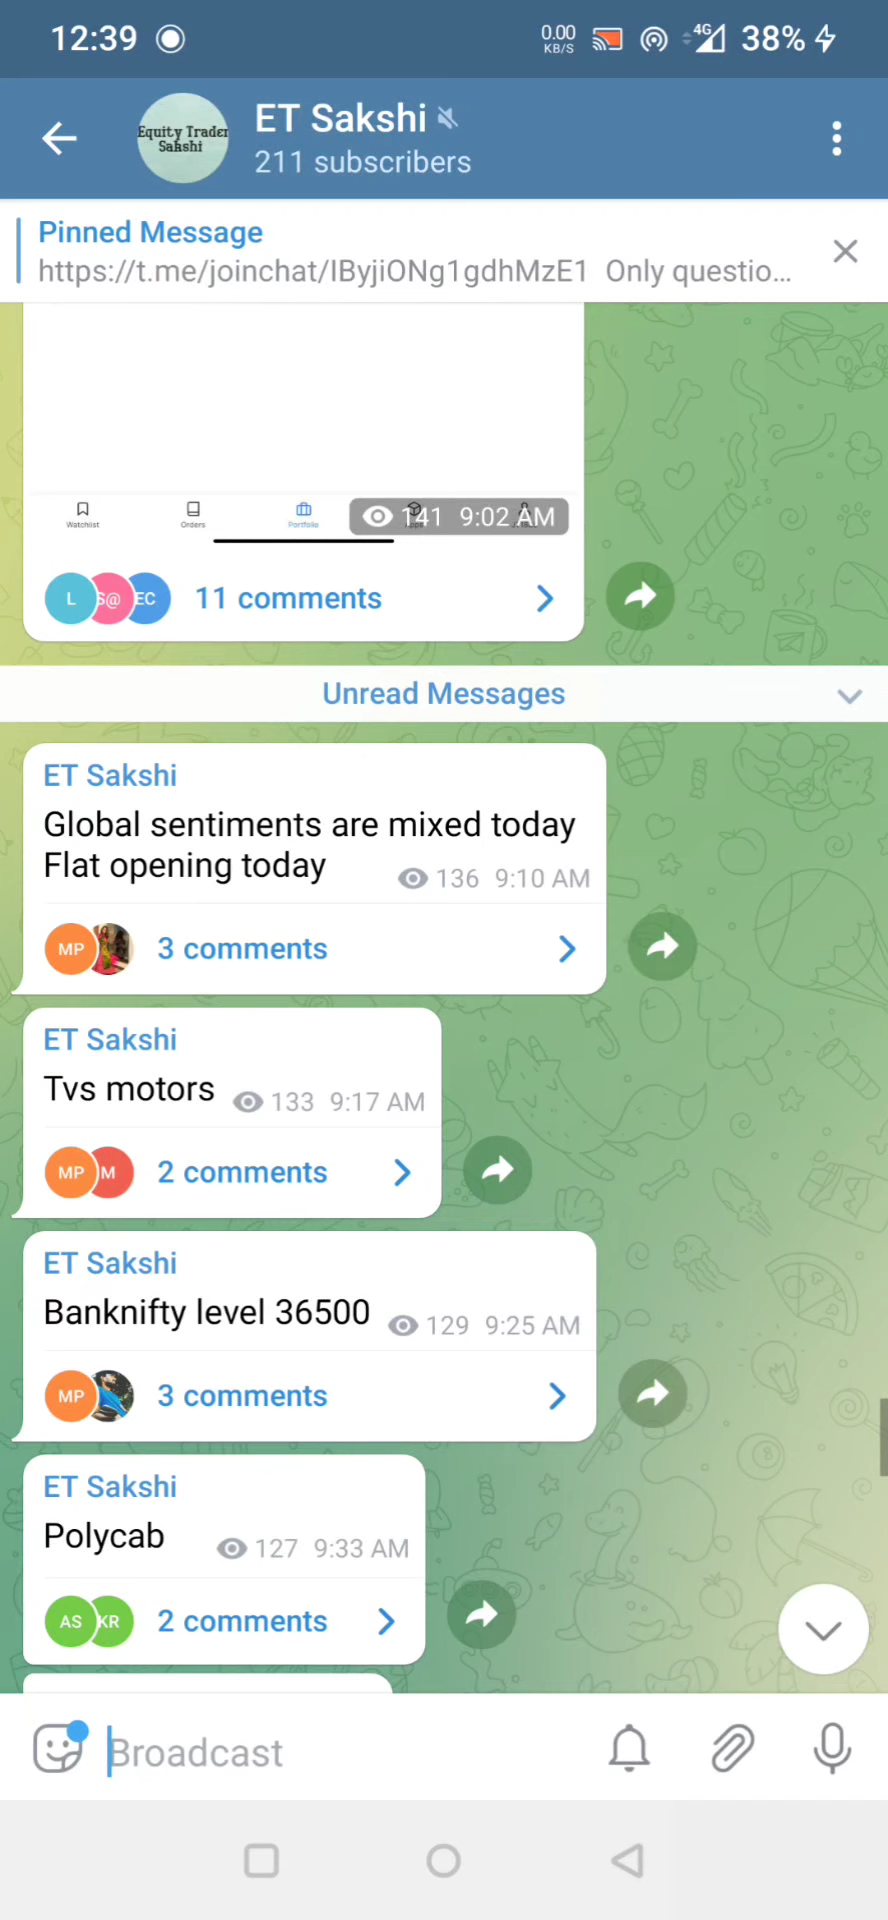 12:39 0.00 KB/S 4G 38%
Equity Trader
Sakshi
ET Sakshi
211 subscribers
Pinned Message
https://t.me/joinchat/IByjiONg1gdhMzE1 Only questio...
Watchlist Orders Portfolio 141 9:02 AM
L S@ EC 11 comments
Unread Messages
ET Sakshi
Global sentiments are mixed today
Flat opening today 136 9:10 AM
MP 3 comments
ET Sakshi
Tvs motors 133 9:17 AM
MP M 2 comments
ET Sakshi
Banknifty level 36500 129 9:25 AM
MP 3 comments
ET Sakshi
Polycab 127 9:33 AM
AS KR 2 comments
Broadcast